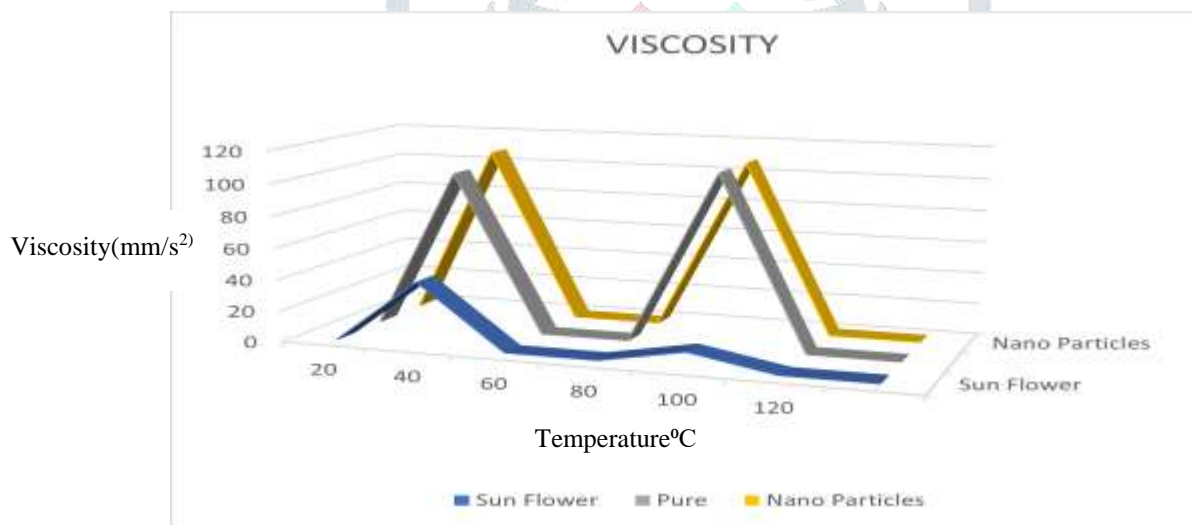 VISCOSITY
120
100
80
60
40
20
0
Viscosity(mm/s²⁾
20 40 60 80 100 120
Nano Particles
Sun Flower
Temperature⁰C
Sun Flower Pure Nano Particles